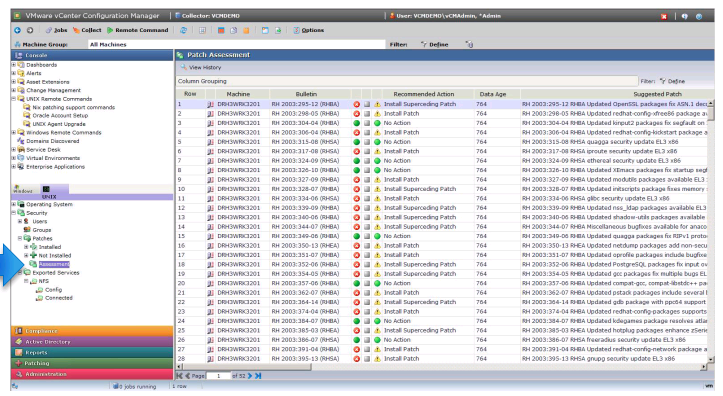 VMware vCenter Configuration Manager
Collector: VCMDEMO
User: VCMDEMO\vCMAdmin, *Admin
Jobs Collect Remote Command Options
Machine Group: All Machines Filter: Define
Console
Dashboards
Alerts
Asset Extensions
Change Management
UNIX Remote Commands
Nix patching support commands
Oracle Account Setup
UNIX Agent Upgrade
Windows Remote Commands
Domains Discovered
Service Desk
Virtual Environments
Enterprise Applications
Windows
UNIX
Operating System
Security
Users
Groups
Patches
Installed
Not Installed
Assessment
Exported Services
NFS
Config
Connected
Compliance
Active Directory
Reports
Patching
Administration
Patch Assessment
View History
Column Grouping Filter: Define
Row Machine Bulletin Recommended Action Data Age Suggested Patch
1 DRH3WRK3201 RH 2003:295-12 (RHBA) Install Superceding Patch 764 RH 2003:295-12 RHBA Updated OpenSSL packages fix ASN.1
2 DRH3WRK3201 RH 2003:298-05 (RHBA) Install Patch 764 RH 2003:298-05 RHBA Updated redhat-config-xfree86 package
3 DRH3WRK3201 RH 2003:304-04 (RHBA) No Action 764 RH 2003:304-04 RHBA Updated kinput2 packages fix segfault on
4 DRH3WRK3201 RH 2003:306-04 (RHBA) Install Patch 764 RH 2003:306-04 RHBA Updated redhat-config-kickstart package a
5 DRH3WRK3201 RH 2003:315-08 (RHSA) No Action 764 RH 2003:315-08 RHSA quagga security update EL3 x86
6 DRH3WRK3201 RH 2003:317-08 (RHSA) Install Patch 764 RH 2003:317-08 RHSA iproute security update EL3 x86
7 DRH3WRK3201 RH 2003:324-09 (RHSA) No Action 764 RH 2003:324-09 RHSA ethereal security update EL3 x86
8 DRH3WRK3201 RH 2003:326-10 (RHBA) No Action 764 RH 2003:326-10 RHBA Updated XEmacs packages fix startup segf
9 DRH3WRK3201 RH 2003:327-09 (RHBA) Install Patch 764 RH 2003:327-09 RHBA Updated modutils packages available EL3
10 DRH3WRK3201 RH 2003:328-07 (RHBA) Install Superceding Patch 764 RH 2003:328-07 RHBA Updated initscripts package fixes memory
11 DRH3WRK3201 RH 2003:334-06 (RHSA) Install Patch 764 RH 2003:334-06 RHSA glibc security update EL3 x86
12 DRH3WRK3201 RH 2003:339-09 (RHBA) Install Superceding Patch 764 RH 2003:339-09 RHBA Updated nss_ldap packages available EL3
13 DRH3WRK3201 RH 2003:340-06 (RHBA) Install Superceding Patch 764 RH 2003:340-06 RHBA Updated shadow-utils packages available
14 DRH3WRK3201 RH 2003:344-07 (RHBA) Install Superceding Patch 764 RH 2003:344-07 RHBA Miscellaneous bugfixes available for anaco
15 DRH3WRK3201 RH 2003:349-06 (RHBA) No Action 764 RH 2003:349-06 RHBA Updated quagga packages fix RIPv1 protoc
16 DRH3WRK3201 RH 2003:350-13 (RHEA) Install Patch 764 RH 2003:350-13 RHEA Updated netdump packages add non-secu
17 DRH3WRK3201 RH 2003:351-07 (RHBA) Install Patch 764 RH 2003:351-07 RHBA Updated oprofile packages include bugfixe
18 DRH3WRK3201 RH 2003:352-06 (RHBA) Install Superceding Patch 764 RH 2003:352-06 RHBA Updated PostgreSQL packages fix input
19 DRH3WRK3201 RH 2003:354-05 (RHBA) Install Superceding Patch 764 RH 2003:354-05 RHBA Updated gcc packages fix multiple bugs EL
20 DRH3WRK3201 RH 2003:357-06 (RHBA) No Action 764 RH 2003:357-06 RHBA Updated compat-gcc, compat-libstdc++ pa
21 DRH3WRK3201 RH 2003:362-07 (RHBA) Install Patch 764 RH 2003:362-07 RHBA Updated pstack packages include several
22 DRH3WRK3201 RH 2003:364-14 (RHBA) Install Superceding Patch 764 RH 2003:364-14 RHBA Updated gdb package with ppc64 support
23 DRH3WRK3201 RH 2003:374-04 (RHBA) Install Patch 764 RH 2003:374-04 RHBA Updated redhat-config-packages supports
24 DRH3WRK3201 RH 2003:384-07 (RHBA) No Action 764 RH 2003:384-07 RHBA Updated kdegames package resolves atlan
25 DRH3WRK3201 RH 2003:385-03 (RHBA) Install Superceding Patch 764 RH 2003:385-03 RHBA Updated hotplug packages enhance zSerie
26 DRH3WRK3201 RH 2003:386-07 (RHSA) No Action 764 RH 2003:386-07 RHSA freeradius security update EL3 x86
27 DRH3WRK3201 RH 2003:391-04 (RHBA) Install Patch 764 RH 2003:391-04 RHBA Updated redhat-config-network package a
28 DRH3WRK3201 RH 2003:395-13 (RHSA) Install Patch 764 RH 2003:395-13 RHSA gnupg security update EL3 x86
Page 1 of 52
0 jobs running 1 row vm